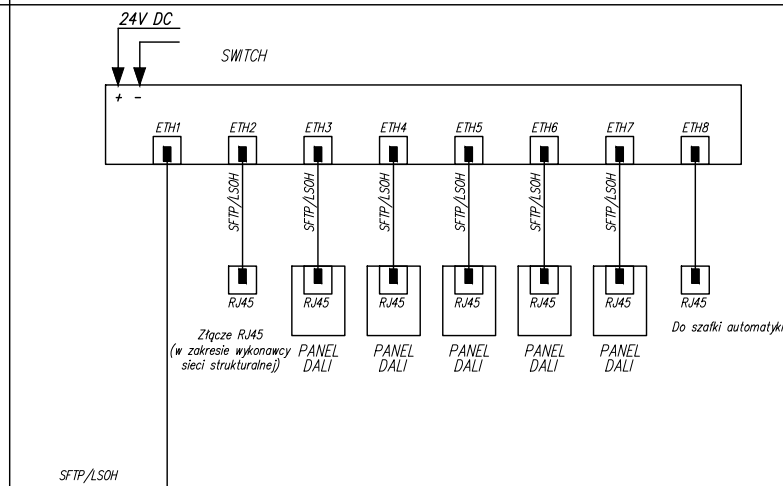 24V DC
SWITCH
+ -
ETH1 ETH2 ETH3 ETH4 ETH5 ETH6 ETH7 ETH8
SFTP/LSOH SFTP/LSOH SFTP/LSOH SFTP/LSOH SFTP/LSOH SFTP/LSOH
RJ45 RJ45 RJ45 RJ45 RJ45 RJ45 RJ45
Złącze RJ45
(w zakresie wykonawcy
sieci strukturalnej)
PANEL
DALI
PANEL
DALI
PANEL
DALI
PANEL
DALI
PANEL
DALI
Do szafki automatyki
SFTP/LSOH